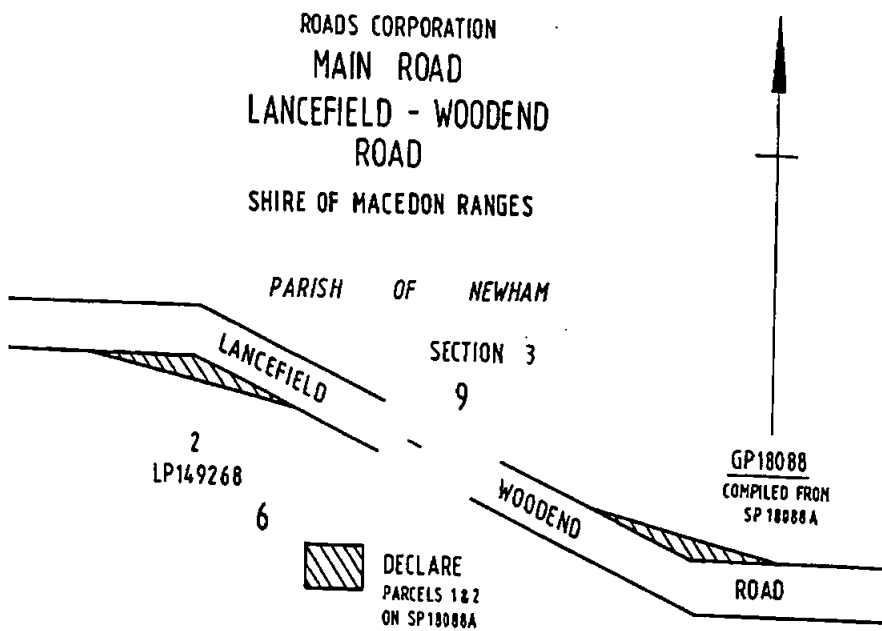 ROADS CORPORATION
MAIN ROAD
LANCEFIELD - WOODEND
ROAD
SHIRE OF MACEDON RANGES
PARISH OF NEWHAM
SECTION 3
9
LANCEFIELD
2
LP149268
6
WOODEND
ROAD
GP18088
COMPILED FROM
SP 18088A
DECLARE
PARCELS 1&2
ON SP18088A